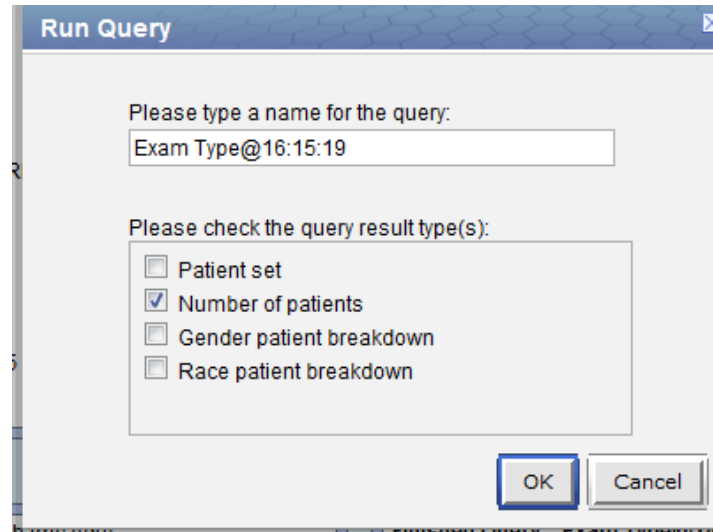 Run Query
Please type a name for the query:
Exam Type@16:15:19
Please check the query result type(s):
Patient set
Number of patients
Gender patient breakdown
Race patient breakdown
OK
Cancel